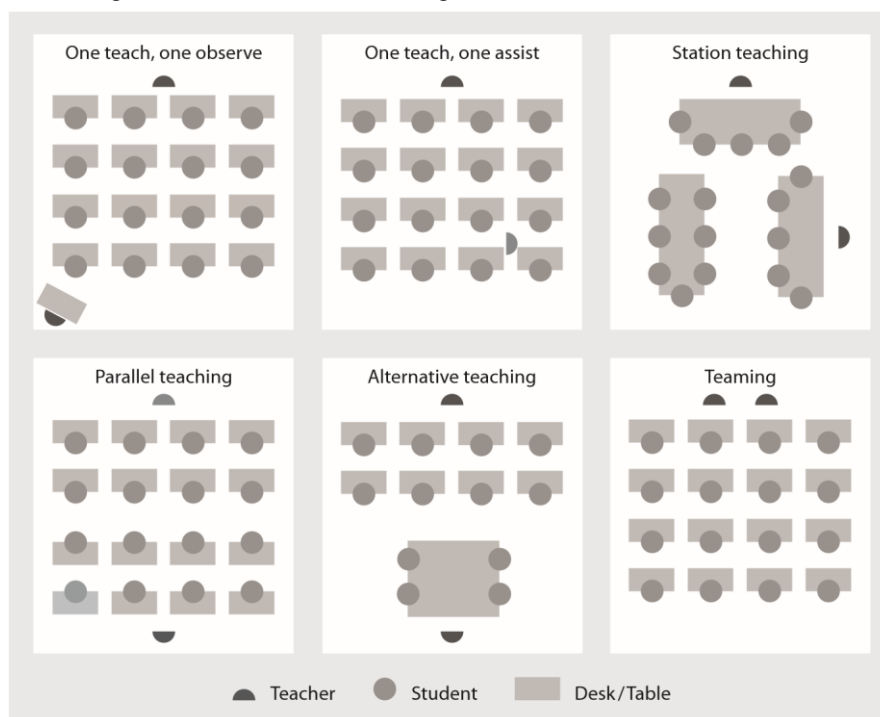 One teach, one observe
One teach, one assist
Station teaching
Parallel teaching
Alternative teaching
Teaming
Teacher
Student
Desk/Table